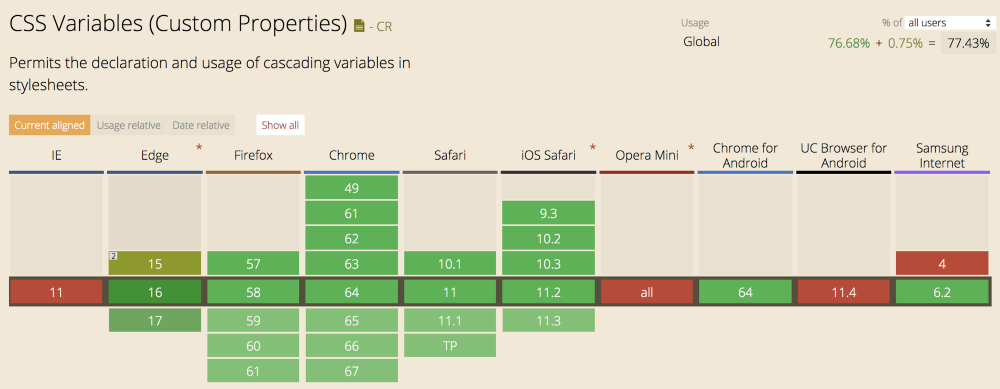 CSS Variables (Custom Properties) - CR
Usage % of all users
Global 76.68% + 0.75% = 77.43%
Permits the declaration and usage of cascading variables in
stylesheets.
Current aligned Usage relative Date relative Show all
IE Edge * Firefox Chrome Safari iOS Safari * Opera Mini * Chrome for Android UC Browser for Android Samsung Internet
49
61 9.3
62 10.2
2 15 57 63 10.1 10.3 4
11 16 58 64 11 11.2 all 64 11.4 6.2
17 59 65 11.1 11.3
60 66 TP
61 67